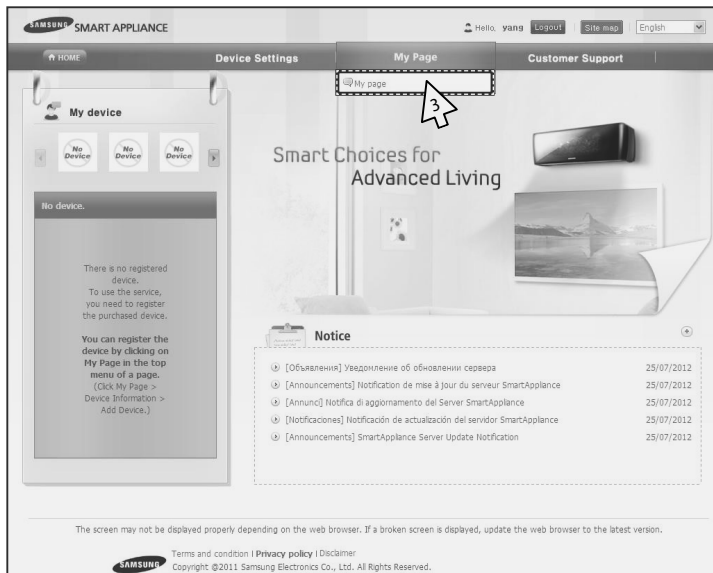 SAMSUNG SMART APPLIANCE
Hello, yang Logout Site map English
HOME Device Settings My Page Customer Support
My page
3
My device
No Device No Device No Device
No device.
There is no registered
device.
To use the service,
you need to register
the purchased device.
You can register the
device by clicking on
My Page in the top
menu of a page.
(Click My Page >
Device Information >
Add Device.)
Smart Choices for
Advanced Living
Notice
[Объявления] Уведомление об обновлении сервера 25/07/2012
[Announcements] Notification de mise à jour du serveur SmartAppliance 25/07/2012
[Annunci] Notifica di aggiornamento del Server SmartAppliance 25/07/2012
[Notificaciones] Notificación de actualización del servidor SmartAppliance 25/07/2012
[Announcements] SmartAppliance Server Update Notification 25/07/2012
The screen may not be displayed properly depending on the web browser. If a broken screen is displayed, update the web browser to the latest version.
Terms and condition | Privacy policy | Disclaimer
SAMSUNG Copyright @2011 Samsung Electronics Co., Ltd. All Rights Reserved.